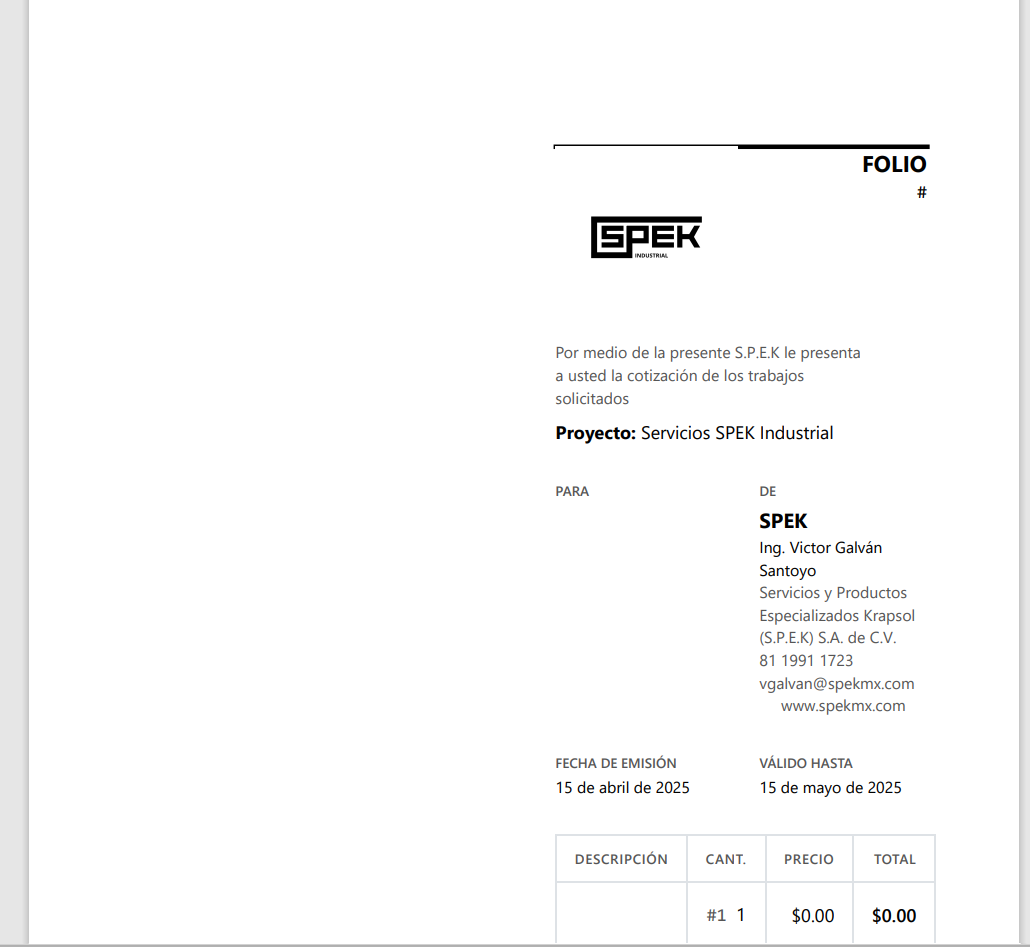 FOLIO
#
SPEK
INDUSTRIAL
Por medio de la presente S.P.E.K le presenta
a usted la cotización de los trabajos
solicitados
Proyecto: Servicios SPEK Industrial
PARA
DE
SPEK
Ing. Victor Galván
Santoyo
Servicios y Productos
Especializados Krapsol
(S.P.E.K) S.A. de C.V.
81 1991 1723
vgalvan@spekmx.com
www.spekmx.com
FECHA DE EMISIÓN
15 de abril de 2025
VÁLIDO HASTA
15 de mayo de 2025
DESCRIPCIÓN CANT. PRECIO TOTAL
#1 1 $0.00 $0.00